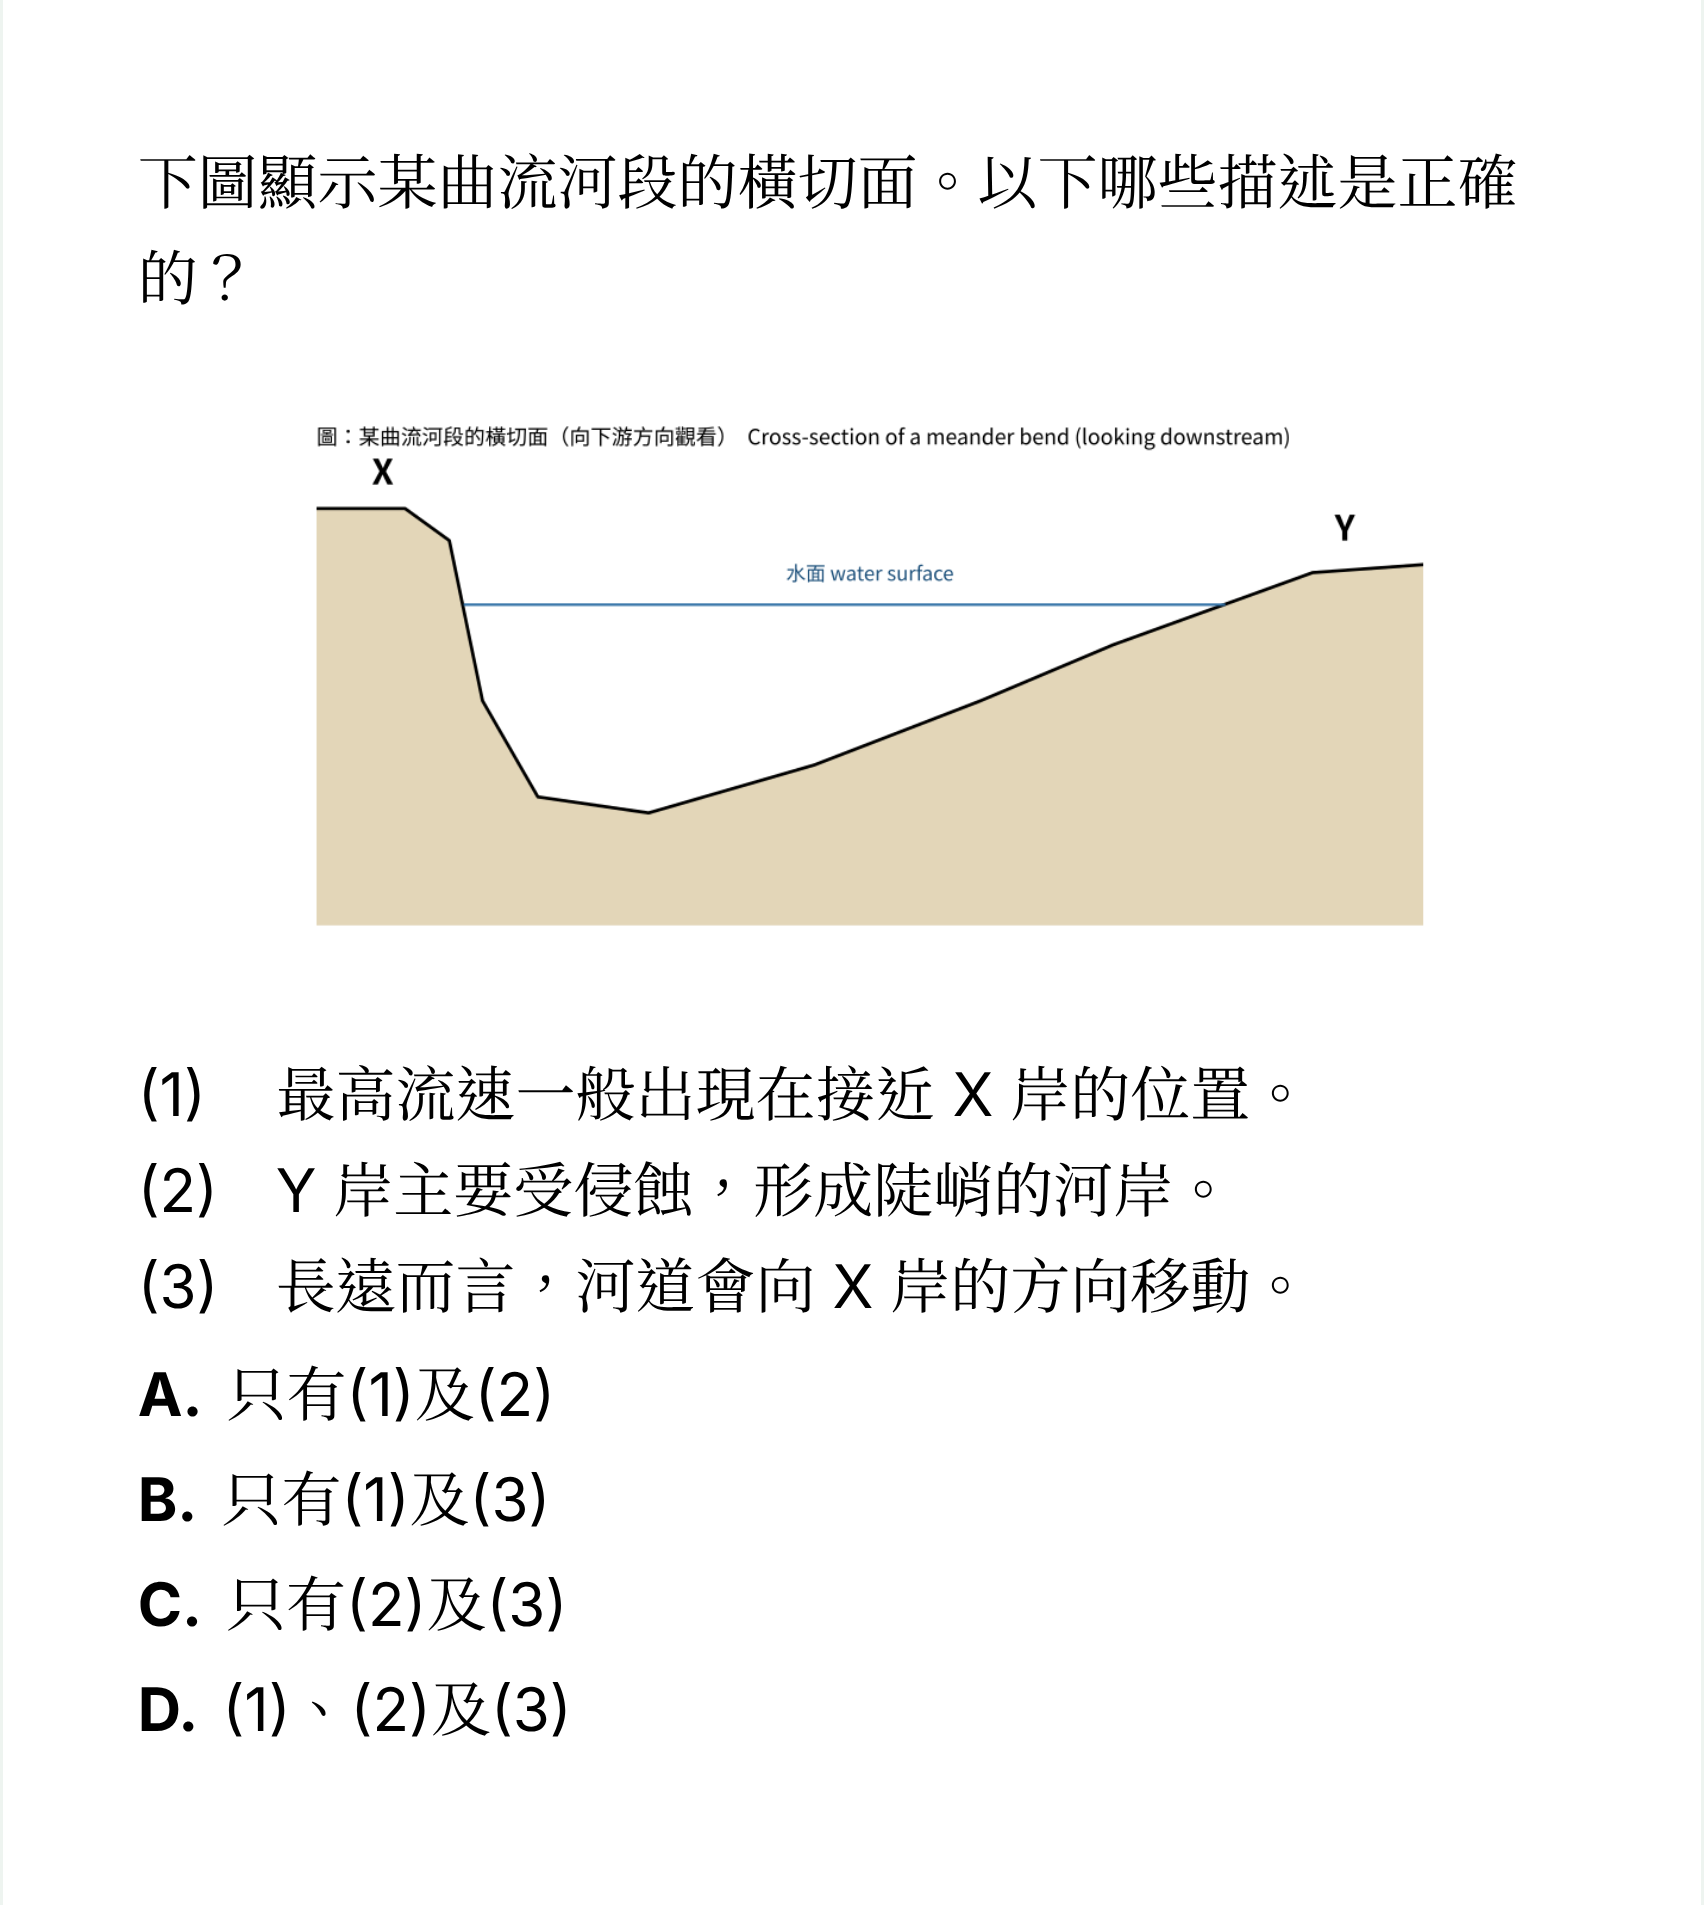 下圖顯示某曲流河段的橫切面。以下哪些描述是正確
的？
圖：某曲流河段的橫切面（向下游方向觀看） Cross-section of a meander bend (looking downstream)
X
Y
水面 water surface
(1) 最高流速一般出現在接近 X 岸的位置。
(2) Y 岸主要受侵蝕，形成陡峭的河岸。
(3) 長遠而言，河道會向 X 岸的方向移動。
A. 只有(1)及(2)
B. 只有(1)及(3)
C. 只有(2)及(3)
D. (1)、(2)及(3)